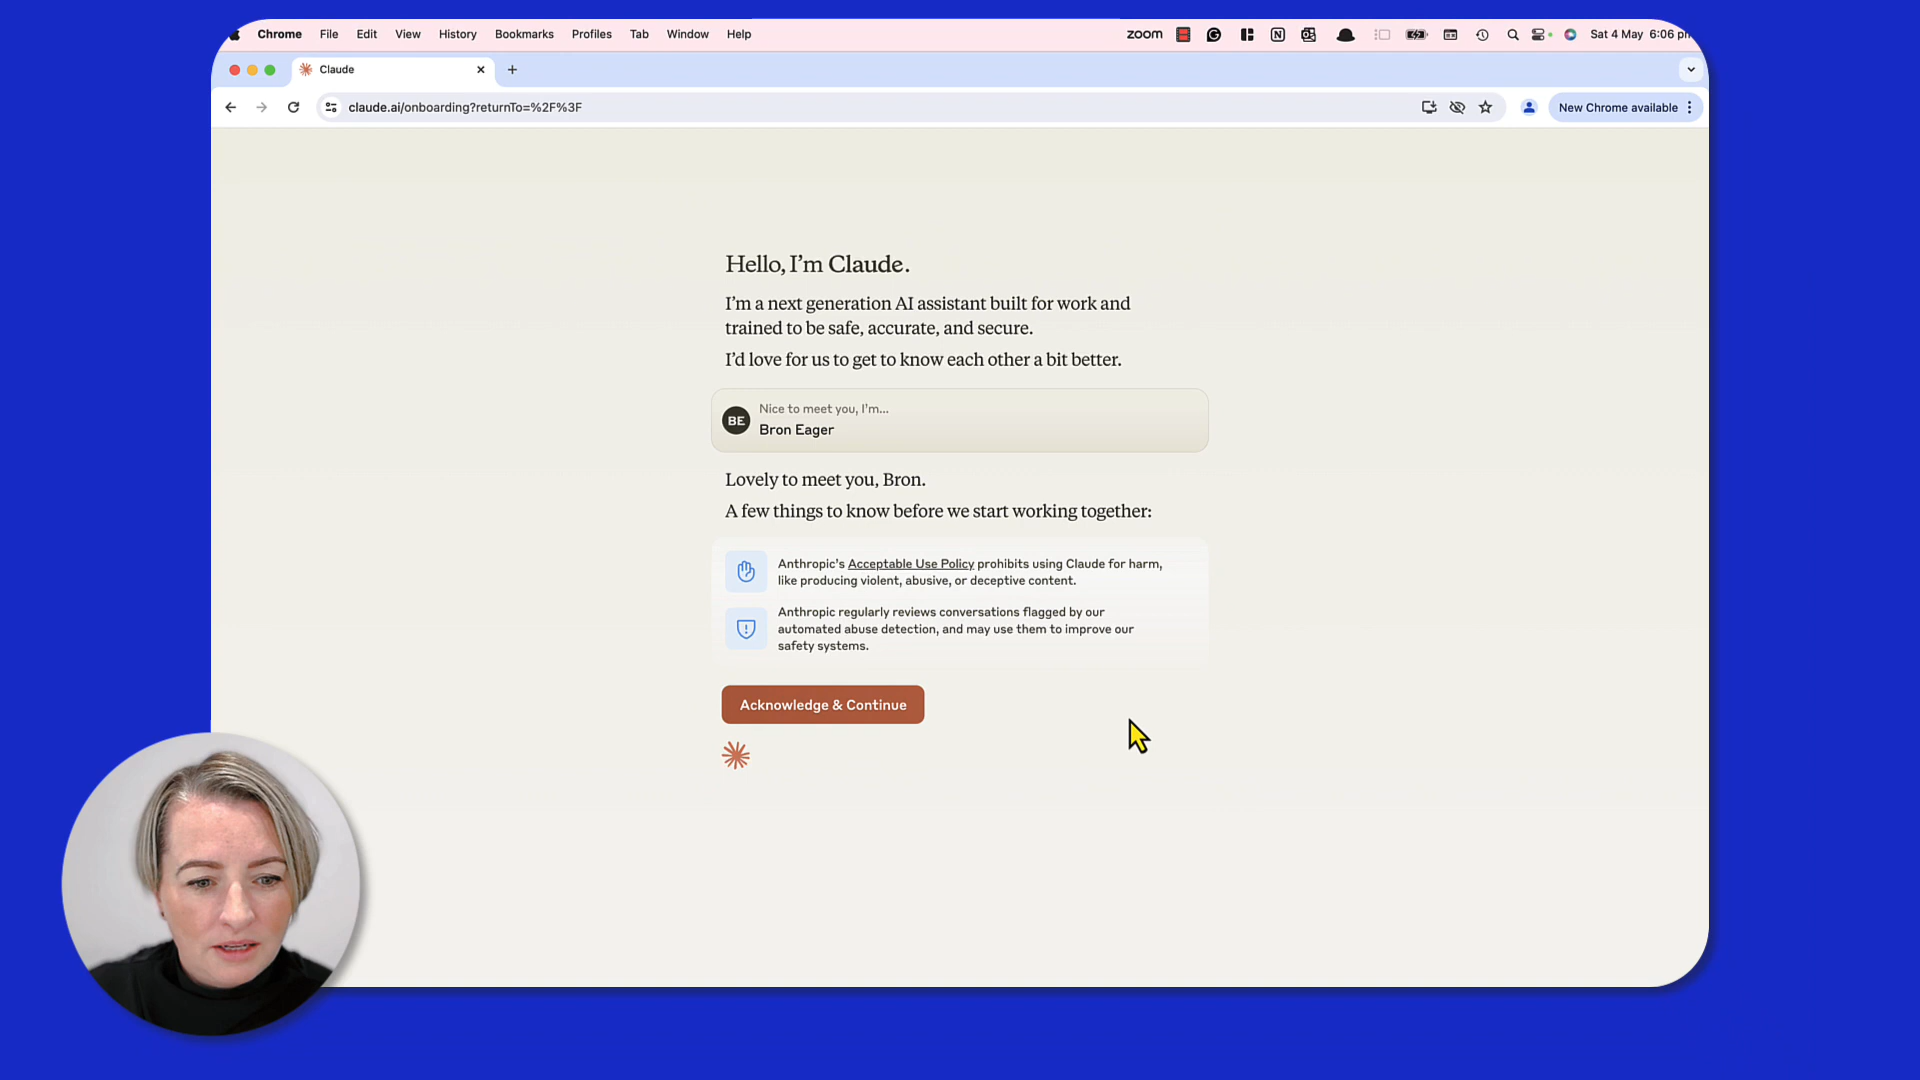 Chrome File Edit View History Bookmarks Profiles Tab Window Help zoom Sat 4 May 6:06 pm
Claude
claude.ai/onboarding?returnTo=%2F%3F New Chrome available
Hello, I’m Claude.
I’m a next generation AI assistant built for work and
trained to be safe, accurate, and secure.
I’d love for us to get to know each other a bit better.
Nice to meet you, I’m...
BE
Bron Eager
Lovely to meet you, Bron.
A few things to know before we start working together:
Anthropic’s Acceptable Use Policy prohibits using Claude for harm,
like producing violent, abusive, or deceptive content.
Anthropic regularly reviews conversations flagged by our
automated abuse detection, and may use them to improve our
safety systems.
Acknowledge & Continue